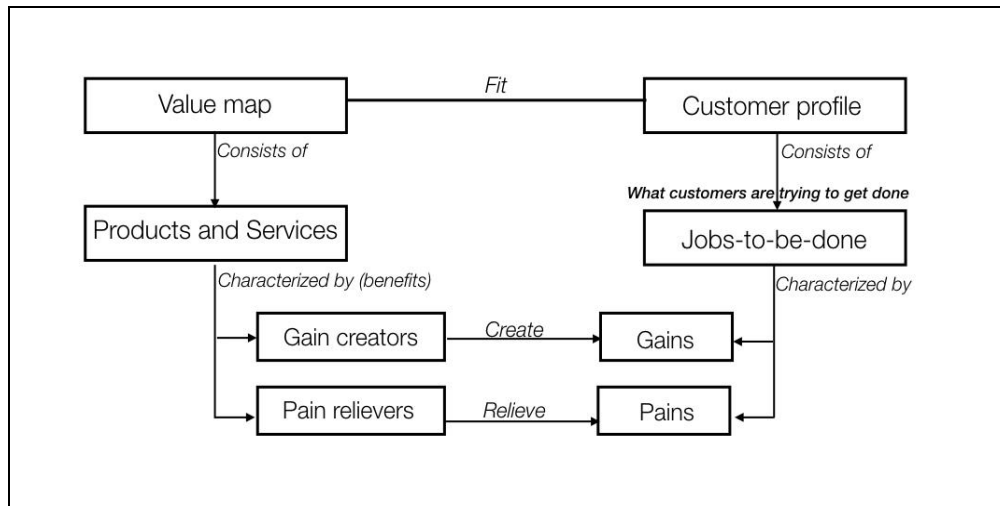 Fit
Value map
Customer profile
Consists of
Consists of
What customers are trying to get done
Products and Services
Jobs-to-be-done
Characterized by (benefits)
Characterized by
Gain creators
Create
Gains
Pain relievers
Relieve
Pains